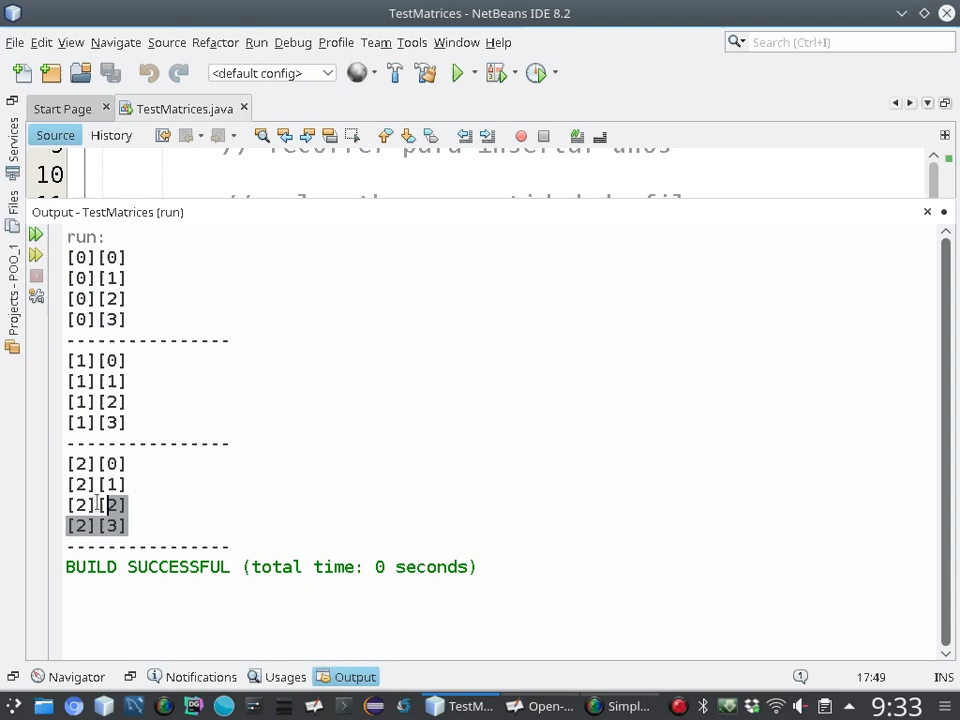 TestMatrices - NetBeans IDE 8.2
File Edit View Navigate Source Refactor Run Debug Profile Team Tools Window Help
Search (Ctrl+I)
<default config>
Start Page
TestMatrices.java
Source History
// recorrer para insertar
10
Output - TestMatrices (run)
Services
Files
Projects - POO_1
run:
[0][0]
[0][1]
[0][2]
[0][3]
----------------
[1][0]
[1][1]
[1][2]
[1][3]
----------------
[2][0]
[2][1]
[2][2]
[2][3]
----------------
BUILD SUCCESSFUL (total time: 0 seconds)
Navigator Notifications Usages Output
17:49 INS
TestM... Open-... Simpl...
9:33